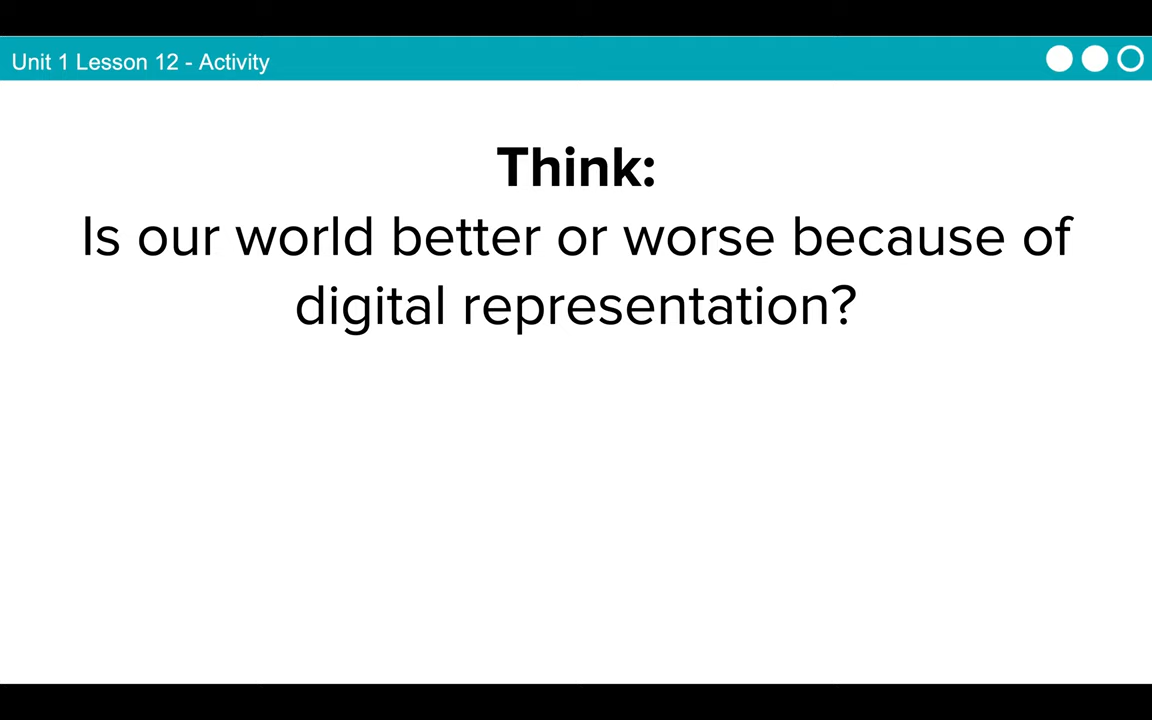 Unit 1 Lesson 12 - Activity
Think:
Is our world better or worse because of
digital representation?